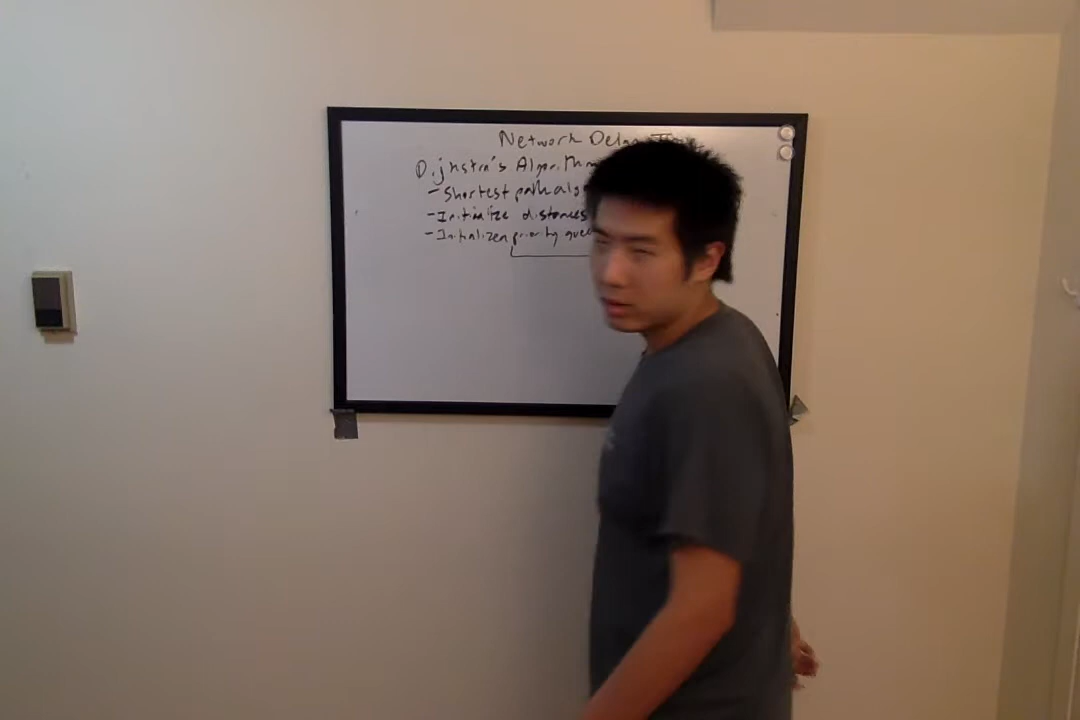 Network Delay Time
Dijkstra's Algorithm
- Shortest path alg
- Initialize distances
- Initialize a priority queue